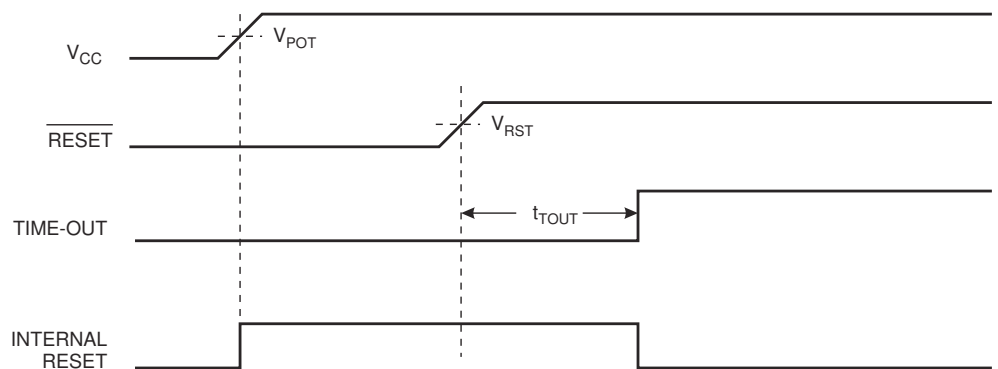 V_CC
V_POT
RESET
V_RST
TIME-OUT
t_TOUT
INTERNAL
RESET